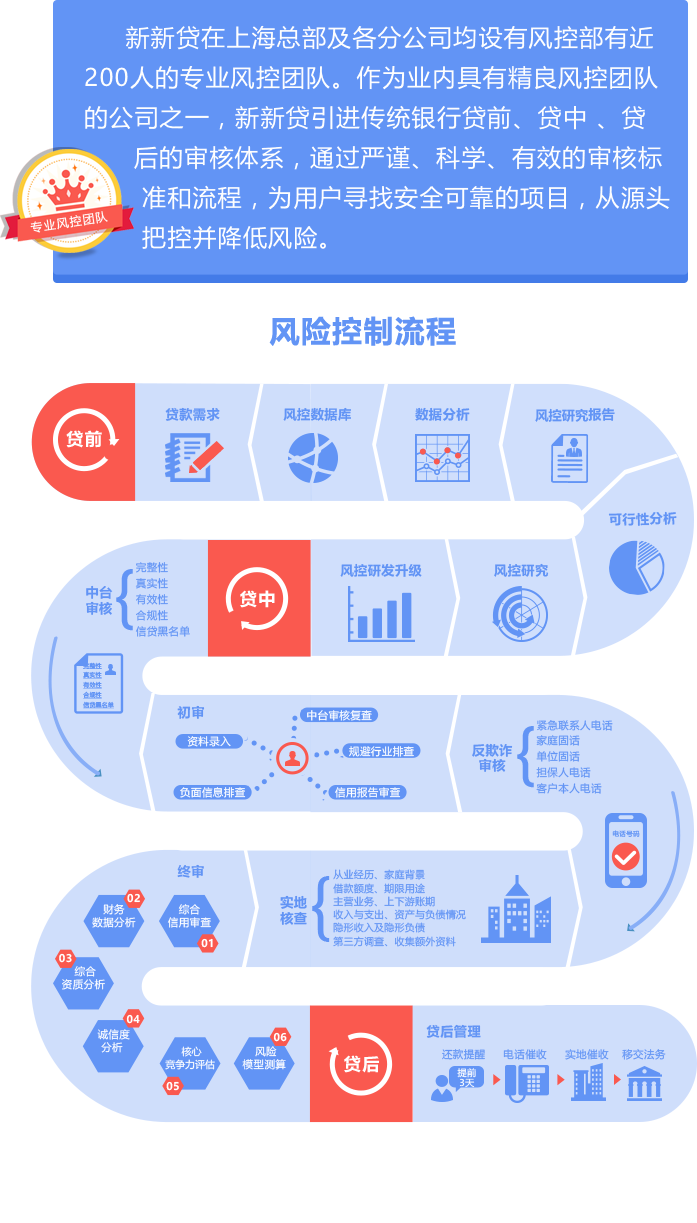 新新贷在上海总部及各分公司均设有风控部有近
200人的专业风控团队。作为业内具有精良风控团队
的公司之一，新新贷引进传统银行贷前、贷中 、贷
后的审核体系，通过严谨、科学、有效的审核标
准和流程，为用户寻找安全可靠的项目，从源头
把控并降低风险。
专业风控团队
风险控制流程
贷前
贷款需求
风控数据库
数据分析
风控研究报告
可行性分析
风控研究
风控研发升级
贷中
中台
审核
完整性
真实性
有效性
合规性
信贷黑名单
完整性
真实性
有效性
合规性
信贷黑名单
初审
资料录入
中台审核复查
规避行业排查
负面信息排查
信用报告审查
反欺诈
审核
紧急联系人电话
家庭固话
单位固话
担保人电话
客户本人电话
电话号码
实地
核查
从业经历、家庭背景
借款额度、期限用途
主营业务、上下游账期
收入与支出、资产与负债情况
隐形收入及隐形负债
第三方调查、收集额外资料
终审
综合
信用审查
01
财务
数据分析
02
综合
资质分析
03
诚信度
分析
04
核心
竞争力评估
05
风险
模型测算
06
贷后
贷后管理
还款提醒
电话催收
实地催收
移交法务
提前
3天